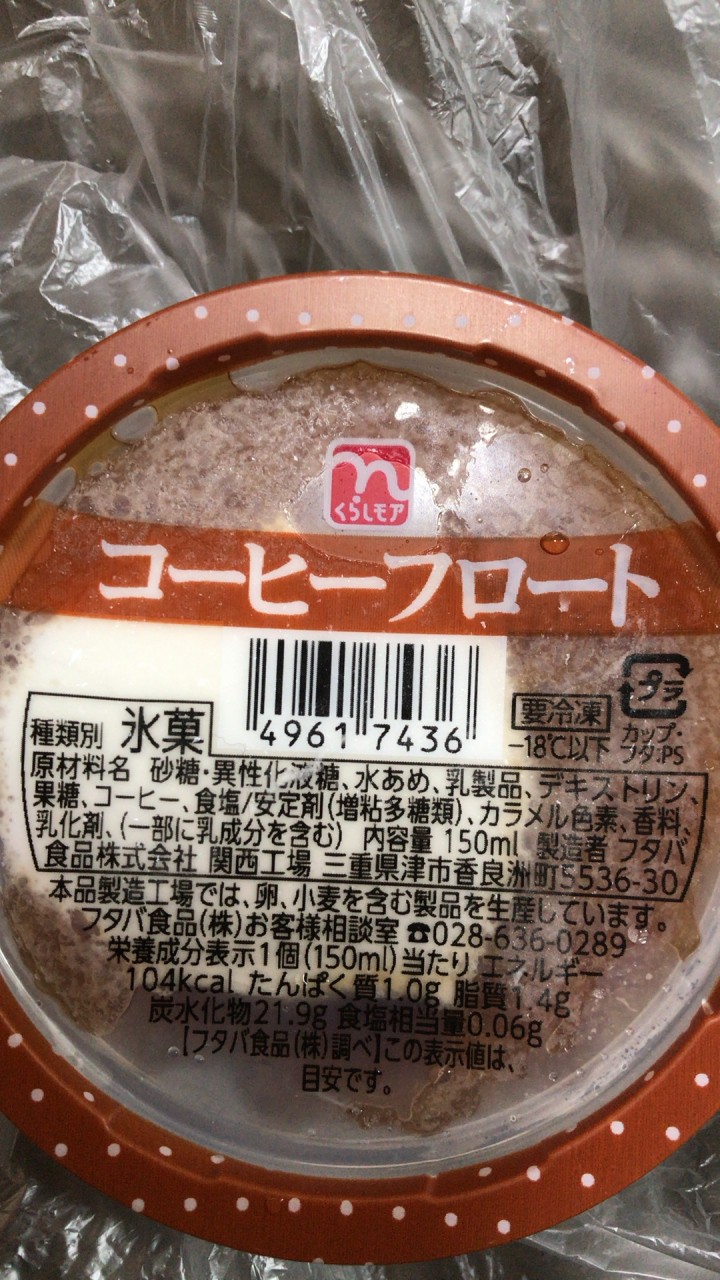 くらしモア
コーヒーフロート
4961 7436
プラ
カップ・
フタ:PS
要冷凍
-18℃以下
種類別 氷菓
原材料名 砂糖・異性化液糖、水あめ、乳製品、デキストリン、
果糖、コーヒー、食塩/安定剤(増粘多糖類)、カラメル色素、香料、
乳化剤、(一部に乳成分を含む) 内容量 150ml 製造者 フタバ
食品株式会社 関西工場 三重県津市香良洲町5536-30
本品製造工場では、卵、小麦を含む製品を生産しています。
フタバ食品(株)お客様相談室 ☎028-636-0289
栄養成分表示1個(150ml)当たり エネルギー
104kcal たんぱく質1.0g 脂質1.4g
炭水化物21.9g 食塩相当量0.06g
【フタバ食品(株)調べ】この表示値は、
目安です。